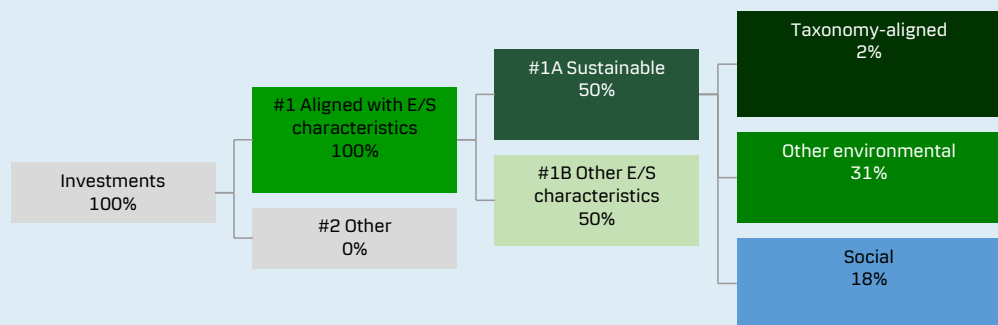 Investments
100%
#1 Aligned with E/S
characteristics
100%
#2 Other
0%
#1A Sustainable
50%
#1B Other E/S
characteristics
50%
Taxonomy-aligned
2%
Other environmental
31%
Social
18%